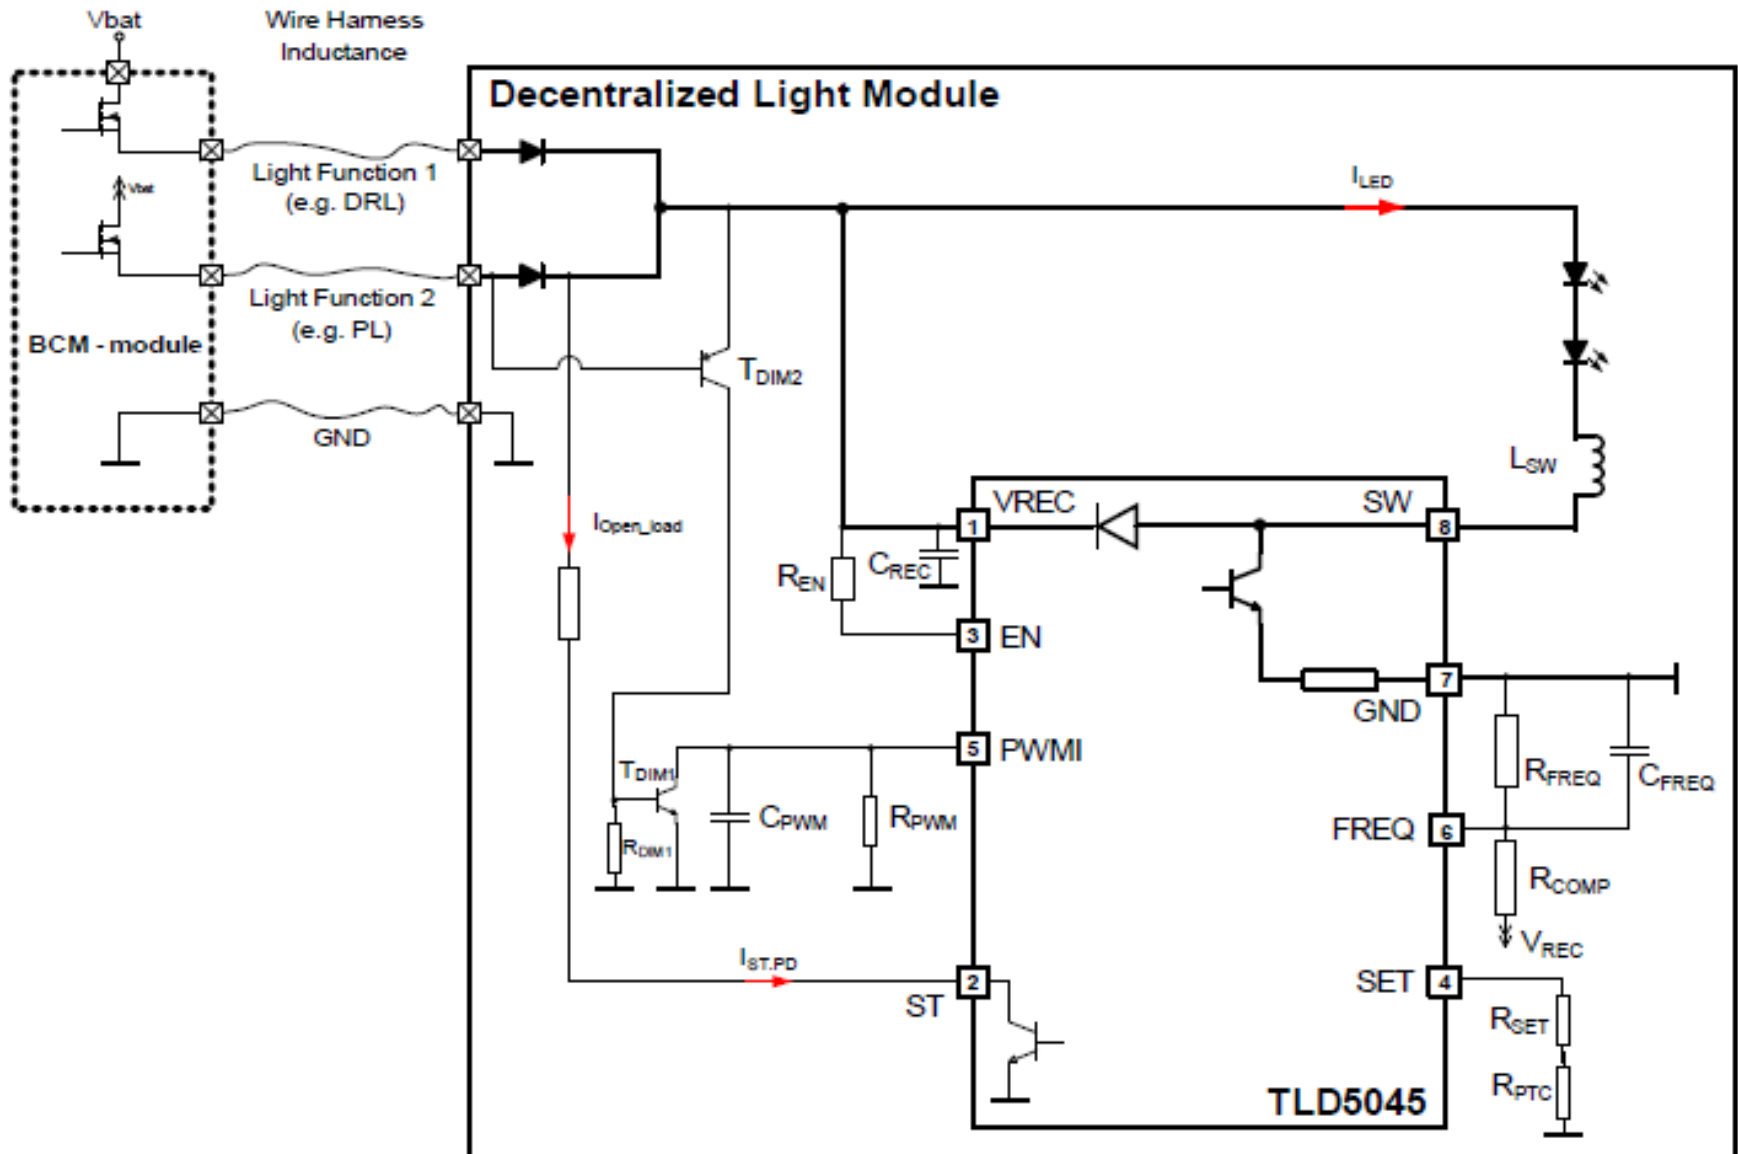 Vbat
Wire Harness
Inductance
Decentralized Light Module
Light Function 1
(e.g. DRL)
Vbat
Light Function 2
(e.g. PL)
BCM - module
GND
ILED
TDIM2
LSW
IOpen_load
VREC
SW
1
8
REN
CREC
3
EN
7
GND
5
PWMI
TDIM1
CPWM
RPWM
RDIM1
RFREQ
CFREQ
FREQ
6
RCOMP
VREC
IST.PD
2
ST
SET
4
RSET
RPTC
TLD5045